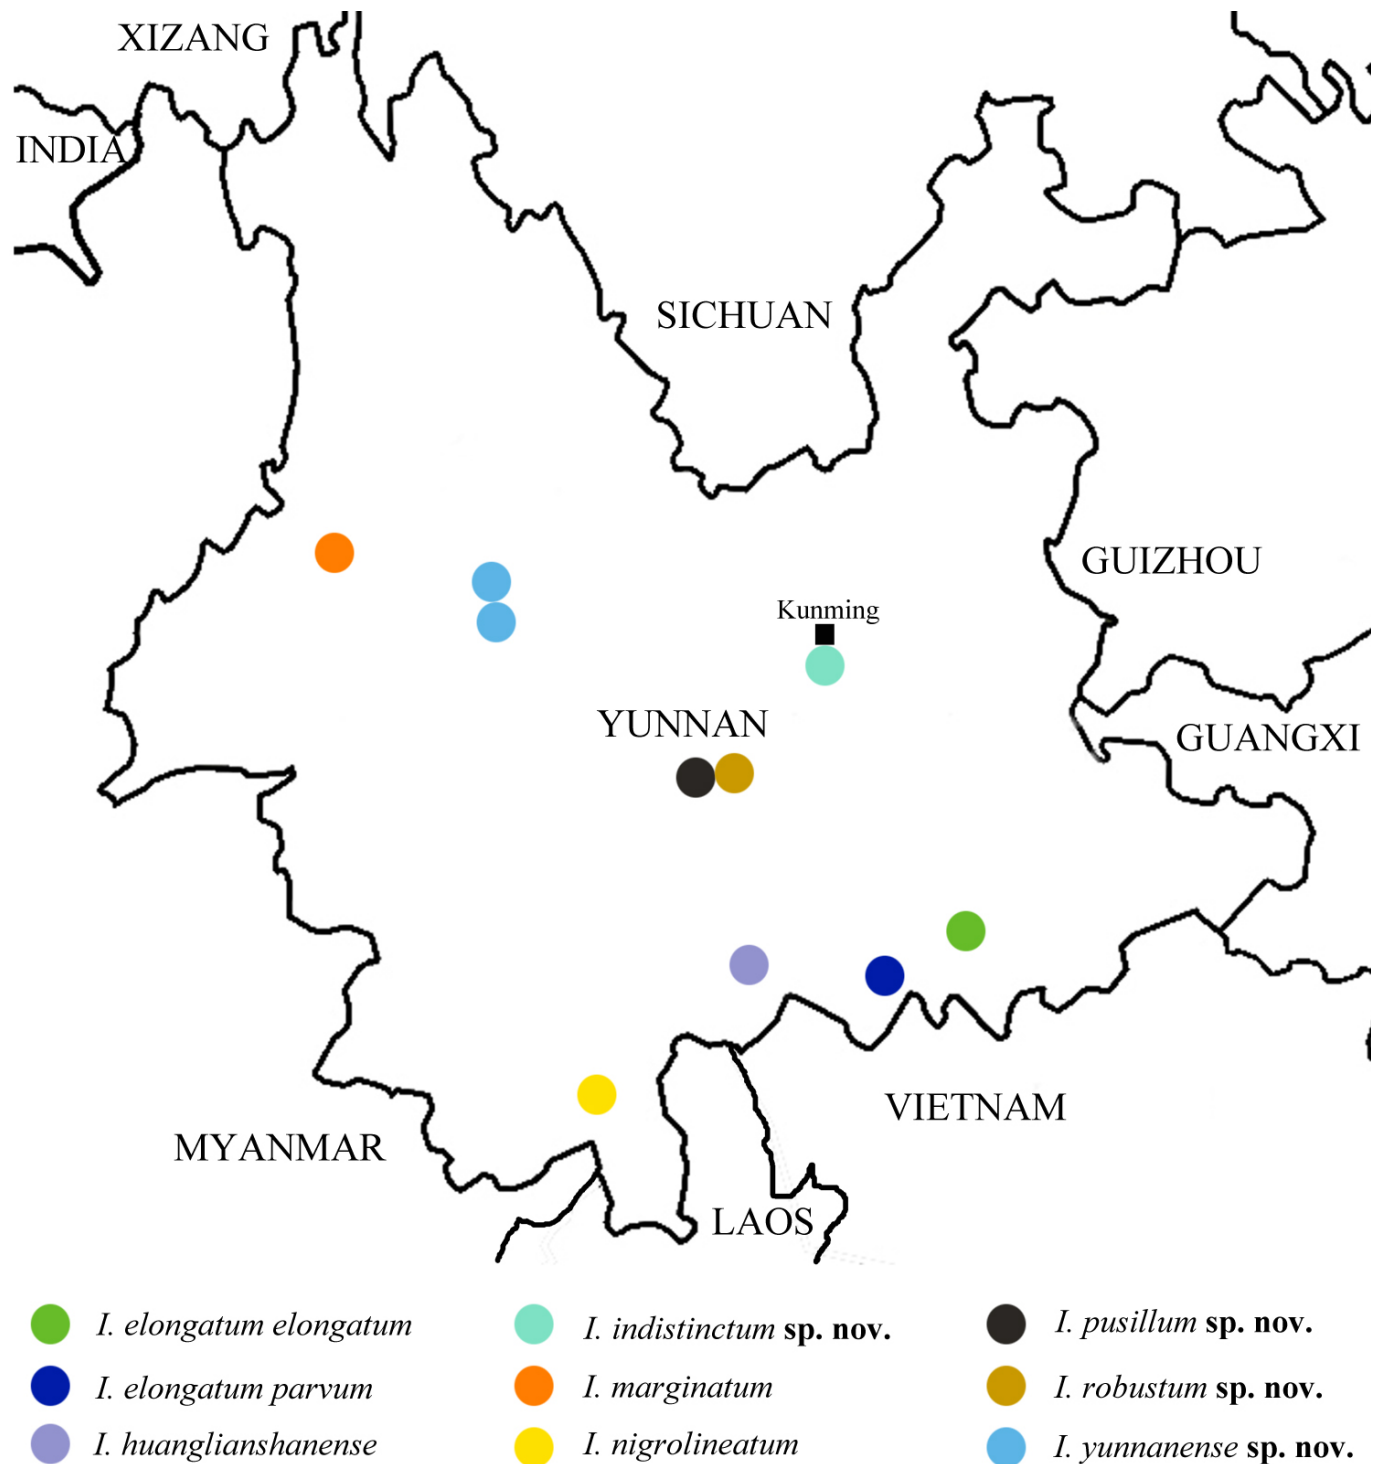 XIZANG
INDIA
SICHUAN
GUIZHOU
Kunming
YUNNAN
GUANGXI
VIETNAM
MYANMAR
LAOS
I. elongatum elongatum
I. indistinctum sp. nov.
I. pusillum sp. nov.
I. elongatum parvum
I. marginatum
I. robustum sp. nov.
I. huanglianshanense
I. nigrolineatum
I. yunnanense sp. nov.